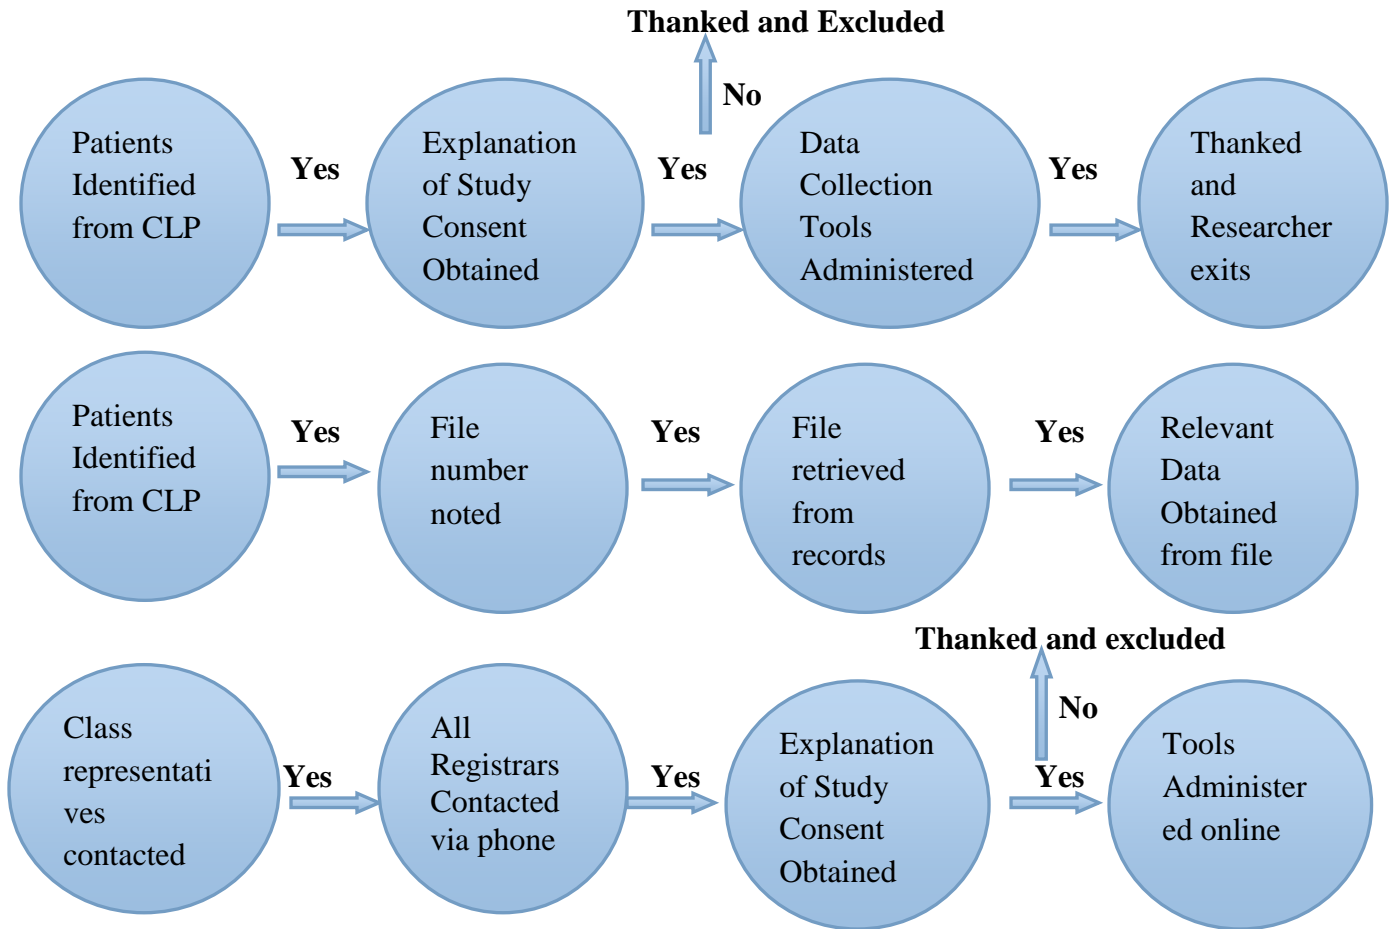 Thanked and Excluded
No
Patients
Identified
from CLP
Yes
Explanation
of Study
Consent
Obtained
Yes
Data
Collection
Tools
Administered
Yes
Thanked
and
Researcher
exits
Patients
Identified
from CLP
Yes
File
number
noted
Yes
File
retrieved
from
records
Yes
Relevant
Data
Obtained
from file
Thanked and excluded
No
Class
representati
ves
contacted
Yes
All
Registrars
Contacted
via phone
Yes
Explanation
of Study
Consent
Obtained
Yes
Tools
Administer
ed online